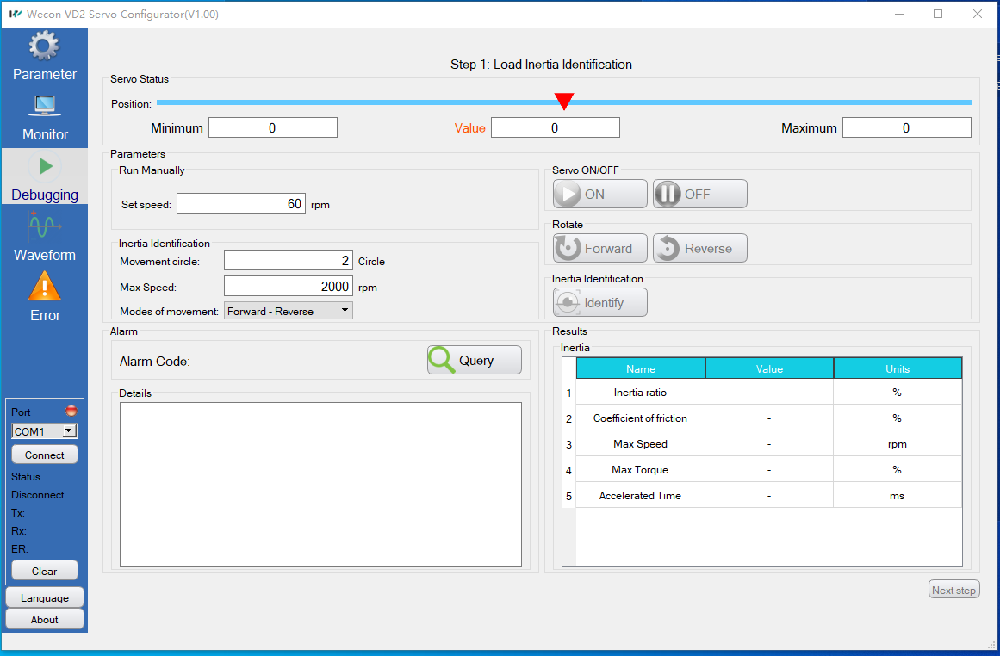 Wecon VD2 Servo Configurator(V1.00)
Parameter
Monitor
Debugging
Waveform
Error
Port
COM1
Connect
Status
Disconnect
Tx:
Rx:
ER:
Clear
Language
About
Step 1: Load Inertia Identification
Servo Status
Position:
Minimum 0 Value 0 Maximum 0
Parameters
Run Manually
Set speed: 60 rpm
Inertia Identification
Movement circle: 2 Circle
Max Speed: 2000 rpm
Modes of movement: Forward - Reverse
Servo ON/OFF
ON OFF
Rotate
Forward Reverse
Inertia Identification
Identify
Alarm
Alarm Code: Query
Details
Results
Inertia
Name Value Units
1 Inertia ratio - %
2 Coefficient of friction - %
3 Max Speed - rpm
4 Max Torque - %
5 Accelerated Time - ms
Next step